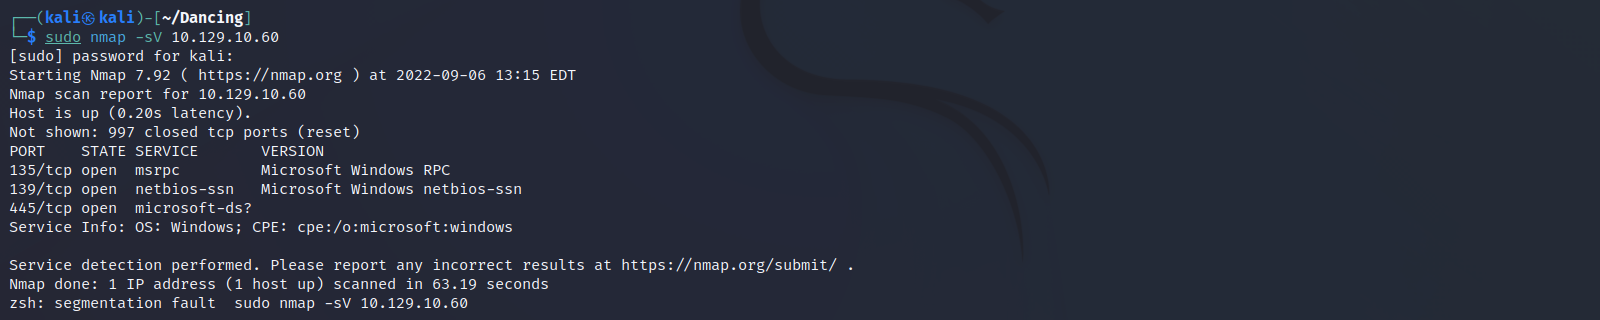 ┌──(kali㉿kali)-[~/Dancing]
└─$ sudo nmap -sV 10.129.10.60
[sudo] password for kali:
Starting Nmap 7.92 ( https://nmap.org ) at 2022-09-06 13:15 EDT
Nmap scan report for 10.129.10.60
Host is up (0.20s latency).
Not shown: 997 closed tcp ports (reset)
PORT    STATE SERVICE       VERSION
135/tcp open  msrpc         Microsoft Windows RPC
139/tcp open  netbios-ssn   Microsoft Windows netbios-ssn
445/tcp open  microsoft-ds?
Service Info: OS: Windows; CPE: cpe:/o:microsoft:windows

Service detection performed. Please report any incorrect results at https://nmap.org/submit/ .
Nmap done: 1 IP address (1 host up) scanned in 63.19 seconds
zsh: segmentation fault  sudo nmap -sV 10.129.10.60